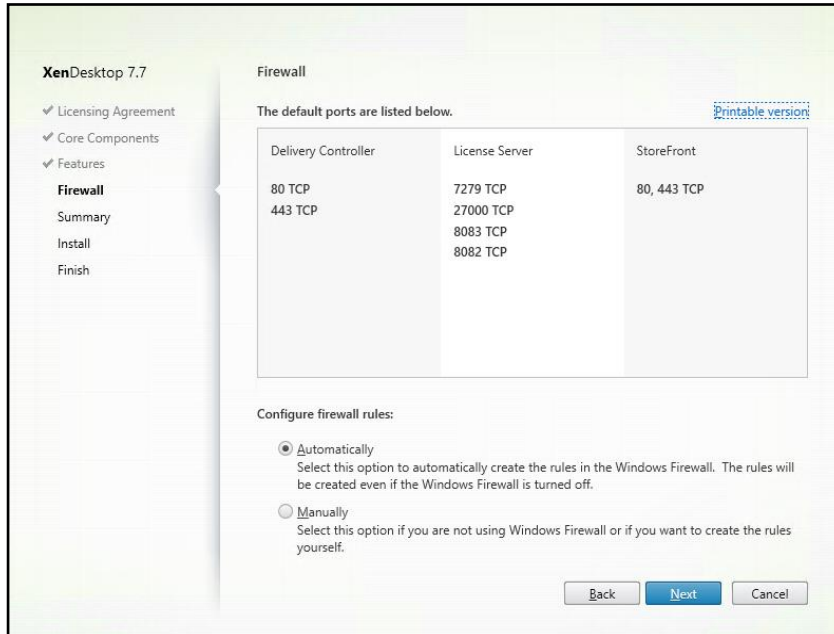 XenDesktop 7.7
Licensing Agreement
Core Components
Features
Firewall
Summary
Install
Finish
Firewall
The default ports are listed below.
Printable version
Delivery Controller
80 TCP
443 TCP
License Server
7279 TCP
27000 TCP
8083 TCP
8082 TCP
StoreFront
80, 443 TCP
Configure firewall rules:
Automatically
Select this option to automatically create the rules in the Windows Firewall. The rules will
be created even if the Windows Firewall is turned off.
Manually
Select this option if you are not using Windows Firewall or if you want to create the rules
yourself.
Back
Next
Cancel